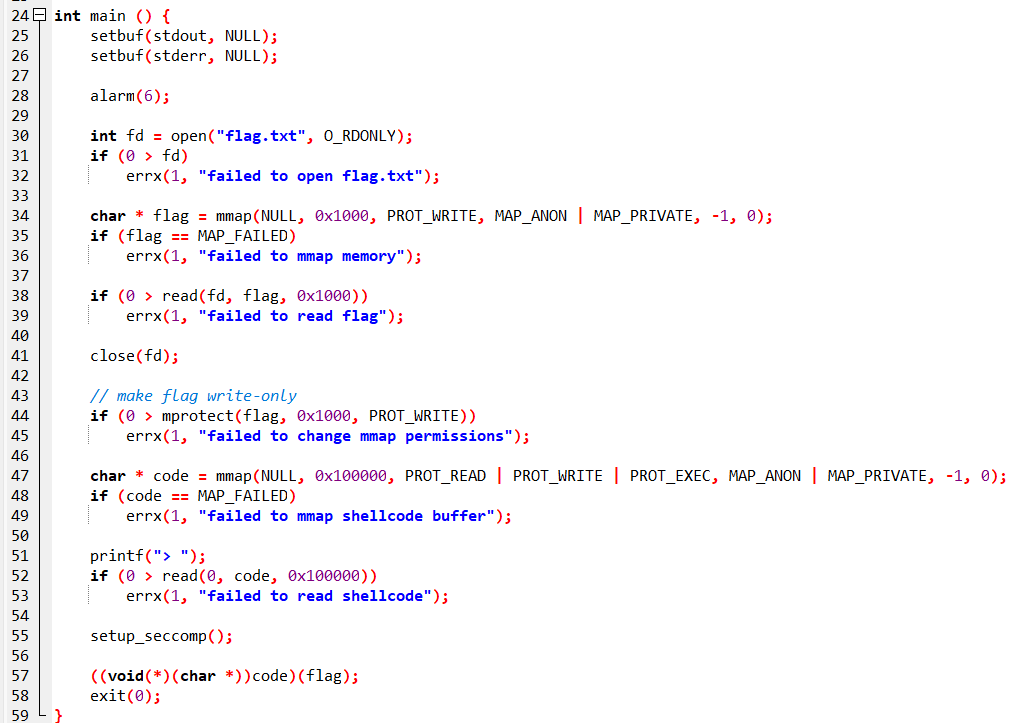 24 int main () {
25     setbuf(stdout, NULL);
26     setbuf(stderr, NULL);
27
28     alarm(6);
29
30     int fd = open("flag.txt", O_RDONLY);
31     if (0 > fd)
32         errx(1, "failed to open flag.txt");
33
34     char * flag = mmap(NULL, 0x1000, PROT_WRITE, MAP_ANON | MAP_PRIVATE, -1, 0);
35     if (flag == MAP_FAILED)
36         errx(1, "failed to mmap memory");
37
38     if (0 > read(fd, flag, 0x1000))
39         errx(1, "failed to read flag");
40
41     close(fd);
42
43     // make flag write-only
44     if (0 > mprotect(flag, 0x1000, PROT_WRITE))
45         errx(1, "failed to change mmap permissions");
46
47     char * code = mmap(NULL, 0x100000, PROT_READ | PROT_WRITE | PROT_EXEC, MAP_ANON | MAP_PRIVATE, -1, 0);
48     if (code == MAP_FAILED)
49         errx(1, "failed to mmap shellcode buffer");
50
51     printf("> ");
52     if (0 > read(0, code, 0x100000))
53         errx(1, "failed to read shellcode");
54
55     setup_seccomp();
56
57     ((void(*)(char *))code)(flag);
58     exit(0);
59 }